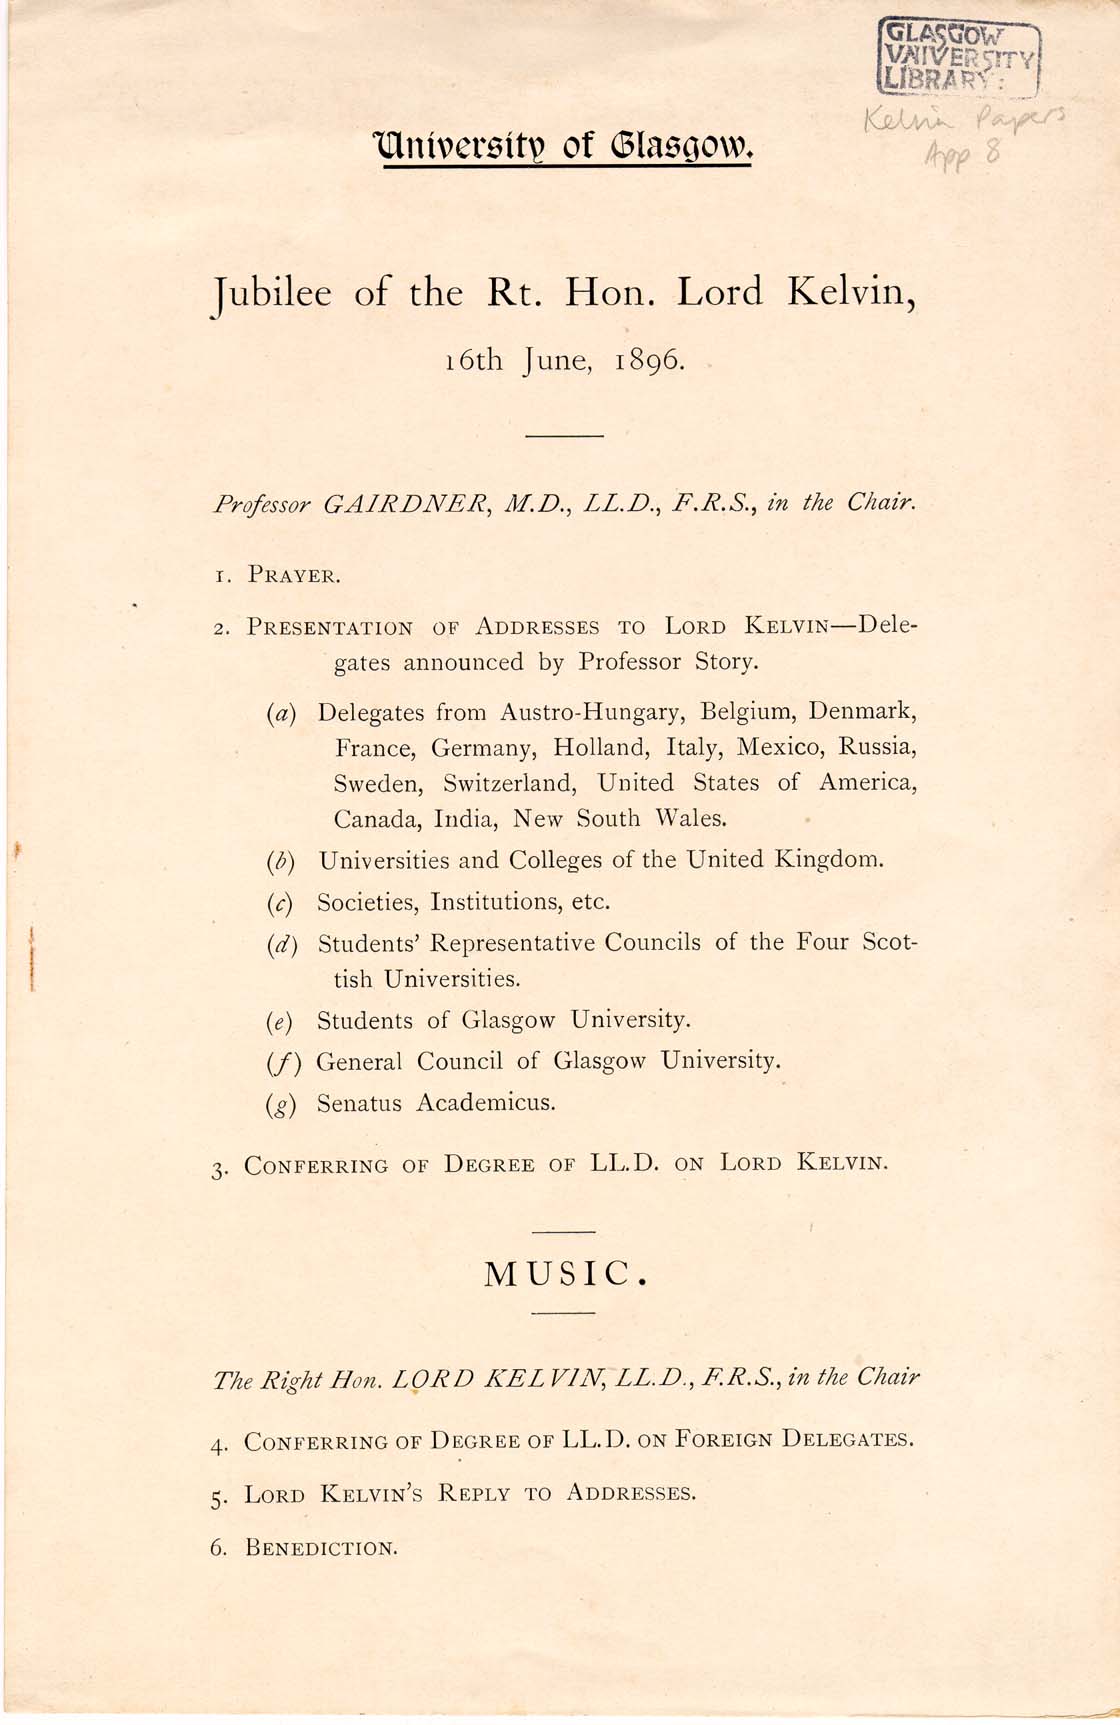 GLASGOW
UNIVERSITY
LIBRARY:
Kelvin Papers
App 8
University of Glasgow.
Jubilee of the Rt. Hon. Lord Kelvin,
16th June, 1896.
Professor GAIRDNER, M.D., LL.D., F.R.S., in the Chair.
1. PRAYER.
2. PRESENTATION OF ADDRESSES TO LORD KELVIN—Dele-
gates announced by Professor Story.
(a) Delegates from Austro-Hungary, Belgium, Denmark,
France, Germany, Holland, Italy, Mexico, Russia,
Sweden, Switzerland, United States of America,
Canada, India, New South Wales.
(b) Universities and Colleges of the United Kingdom.
(c) Societies, Institutions, etc.
(d) Students' Representative Councils of the Four Scot-
tish Universities.
(e) Students of Glasgow University.
(f) General Council of Glasgow University.
(g) Senatus Academicus.
3. CONFERRING OF DEGREE OF LL.D. ON LORD KELVIN.
MUSIC.
The Right Hon. LORD KELVIN, LL.D., F.R.S., in the Chair
4. CONFERRING OF DEGREE OF LL.D. ON FOREIGN DELEGATES.
5. LORD KELVIN'S REPLY TO ADDRESSES.
6. BENEDICTION.